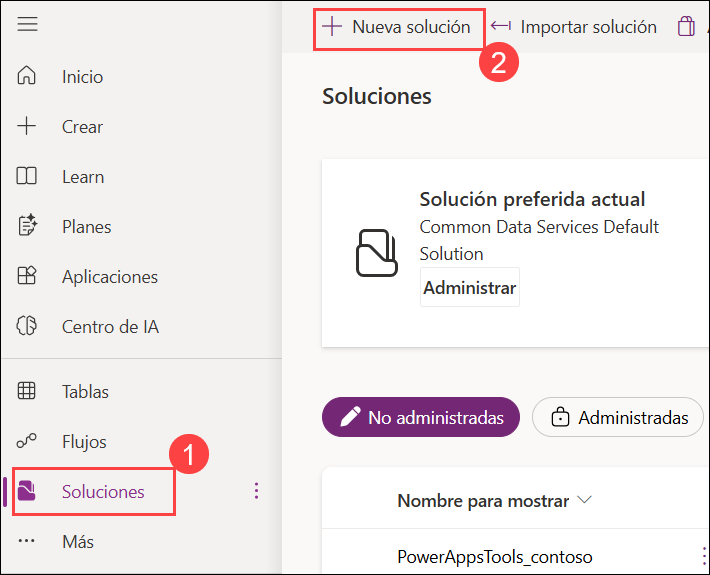 Nueva solución
Importar solución
2
Inicio
Crear
Learn
Planes
Aplicaciones
Centro de IA
Tablas
Flujos
1
Soluciones
Más
Soluciones
Solución preferida actual
Common Data Services Default
Solution
Administrar
No administradas
Administradas
Nombre para mostrar
PowerAppsTools_contoso